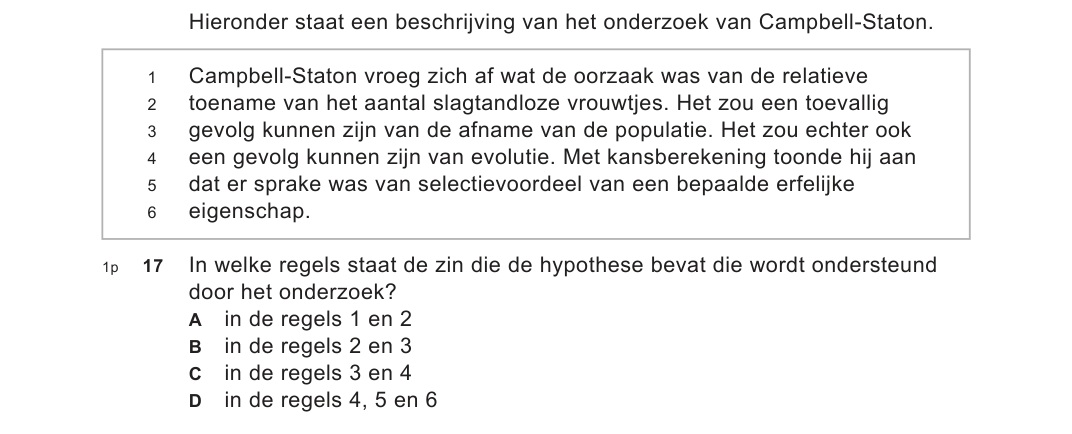 Hieronder staat een beschrijving van het onderzoek van Campbell-Staton.
1 Campbell-Staton vroeg zich af wat de oorzaak was van de relatieve
2 toename van het aantal slagtandloze vrouwtjes. Het zou een toevallig
3 gevolg kunnen zijn van de afname van de populatie. Het zou echter ook
4 een gevolg kunnen zijn van evolutie. Met kansberekening toonde hij aan
5 dat er sprake was van selectievoordeel van een bepaalde erfelijke
6 eigenschap.
1p 17 In welke regels staat de zin die de hypothese bevat die wordt ondersteund
door het onderzoek?
A in de regels 1 en 2
B in de regels 2 en 3
C in de regels 3 en 4
D in de regels 4, 5 en 6